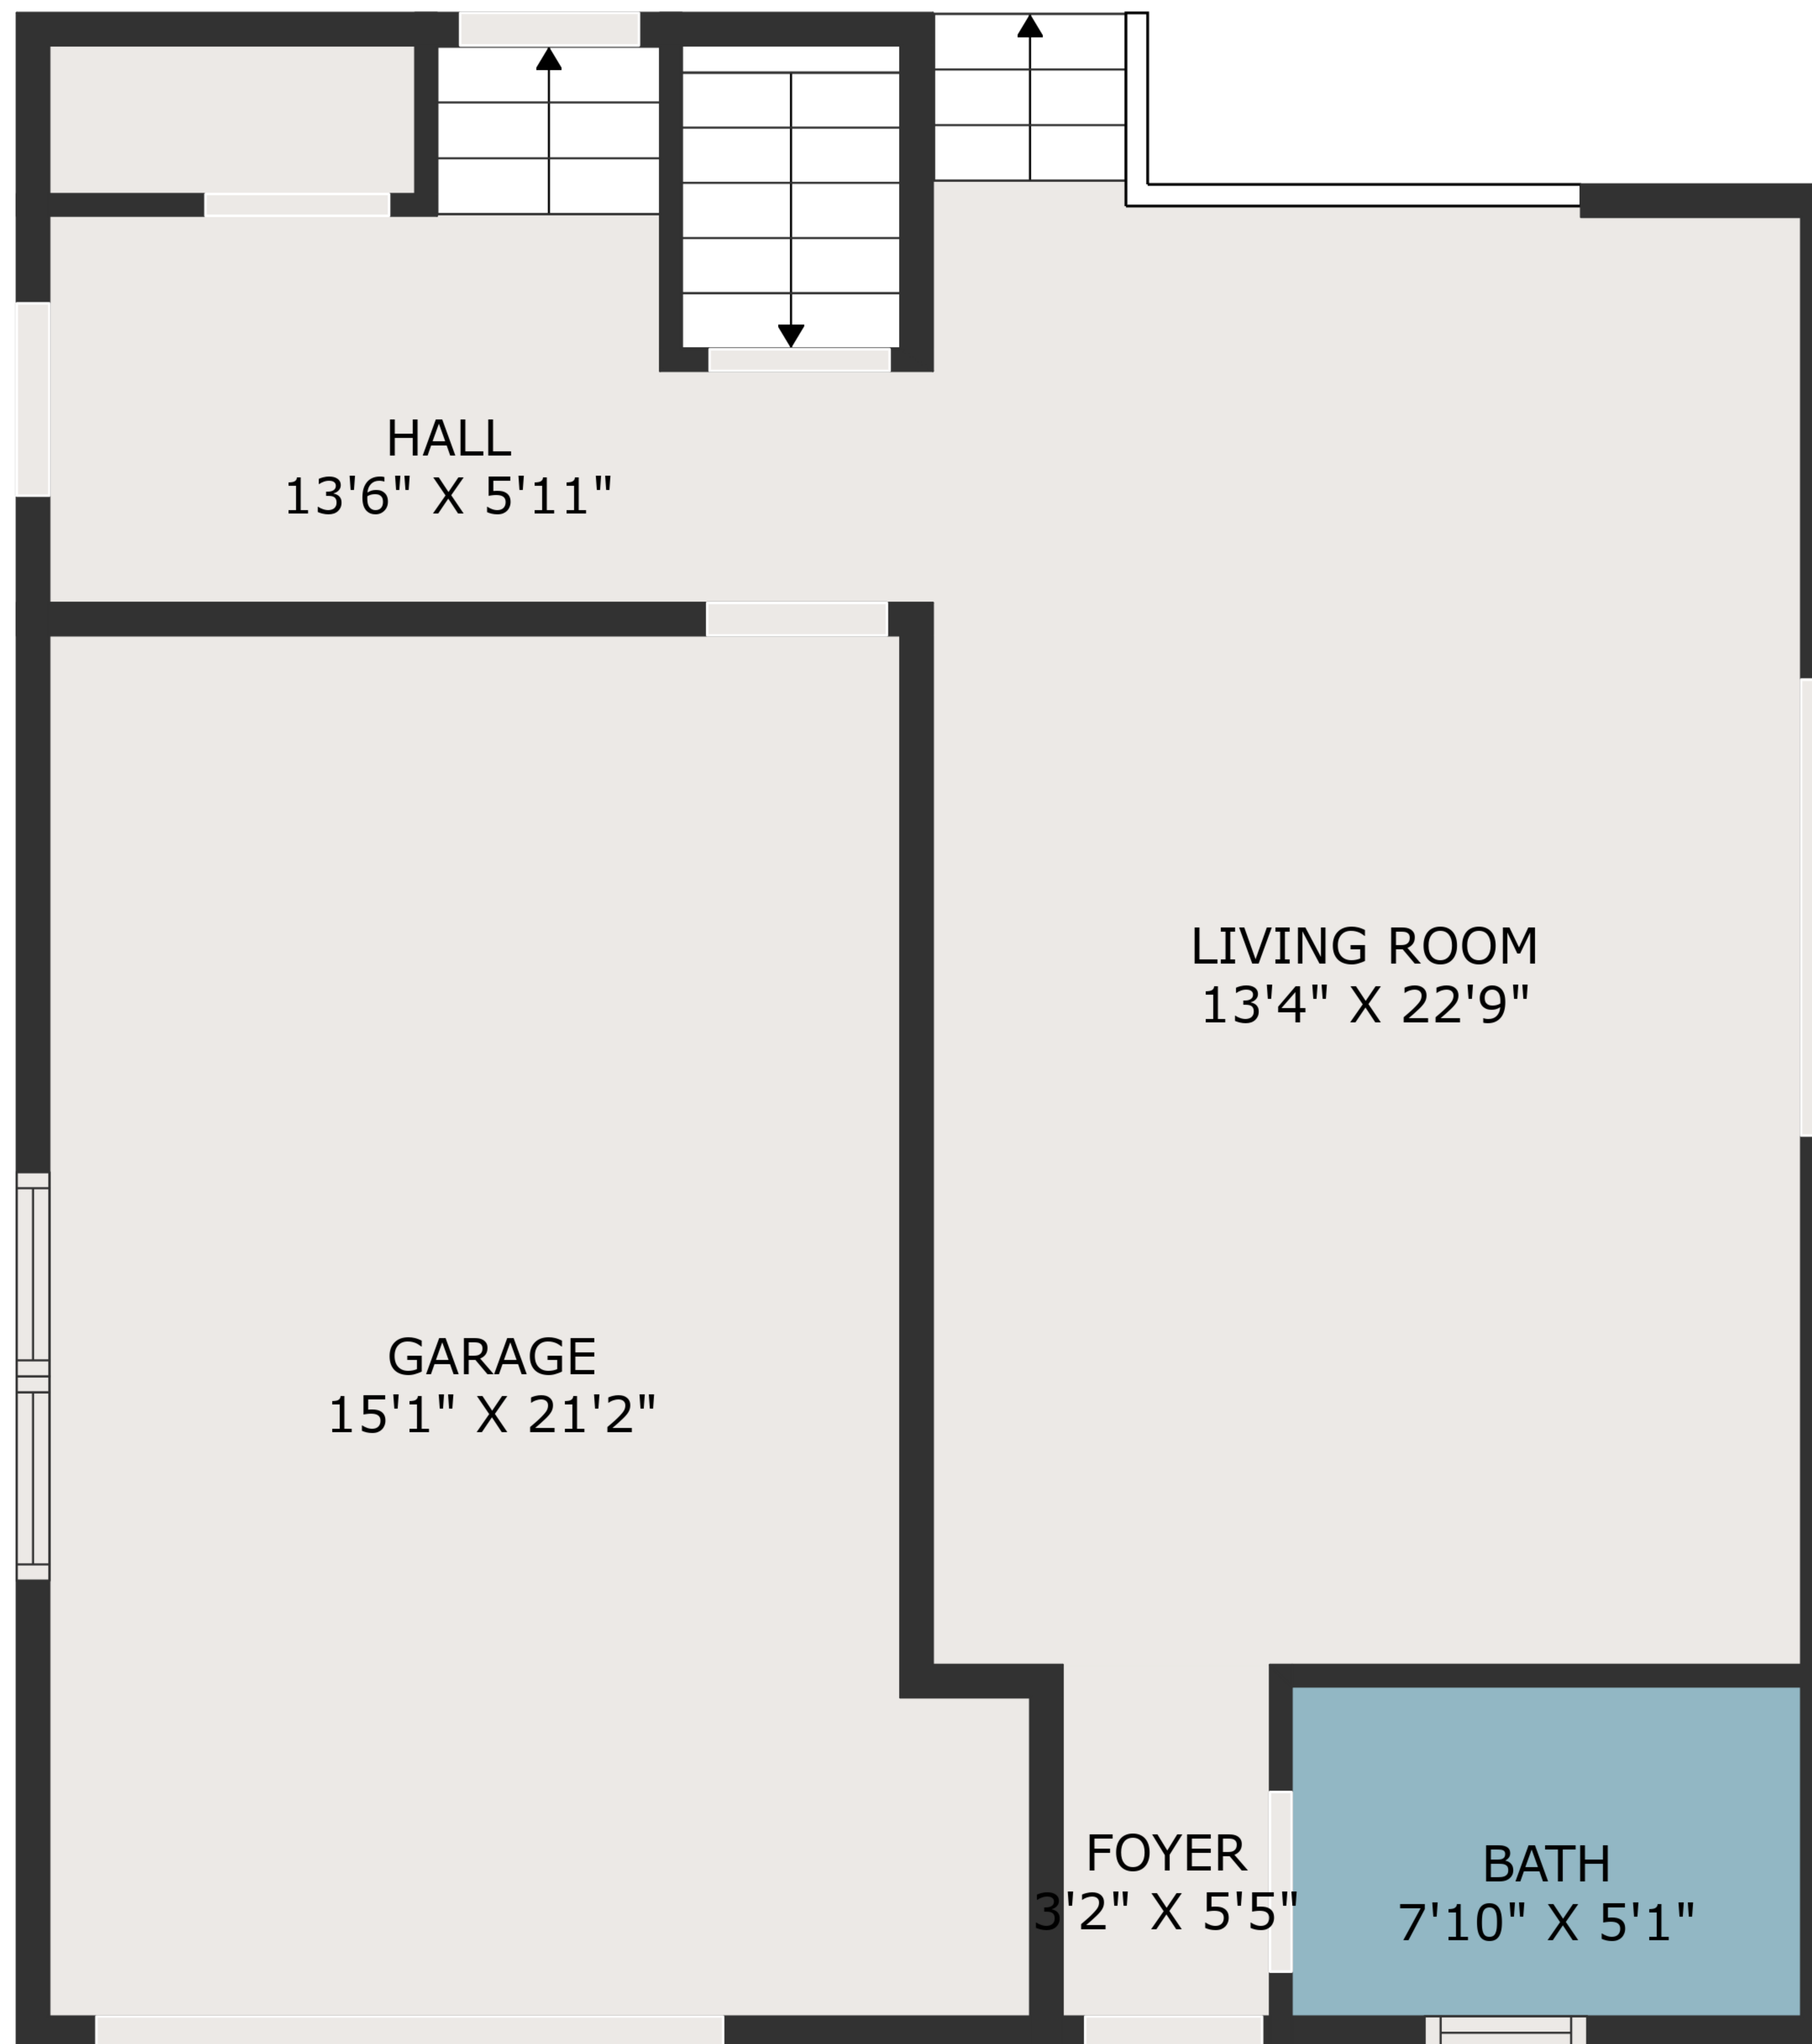 HALL
13'6" X 5'11"
LIVING ROOM
13'4" X 22'9"
GARAGE
15'1" X 21'2"
FOYER
3'2" X 5'5"
BATH
7'10" X 5'1"